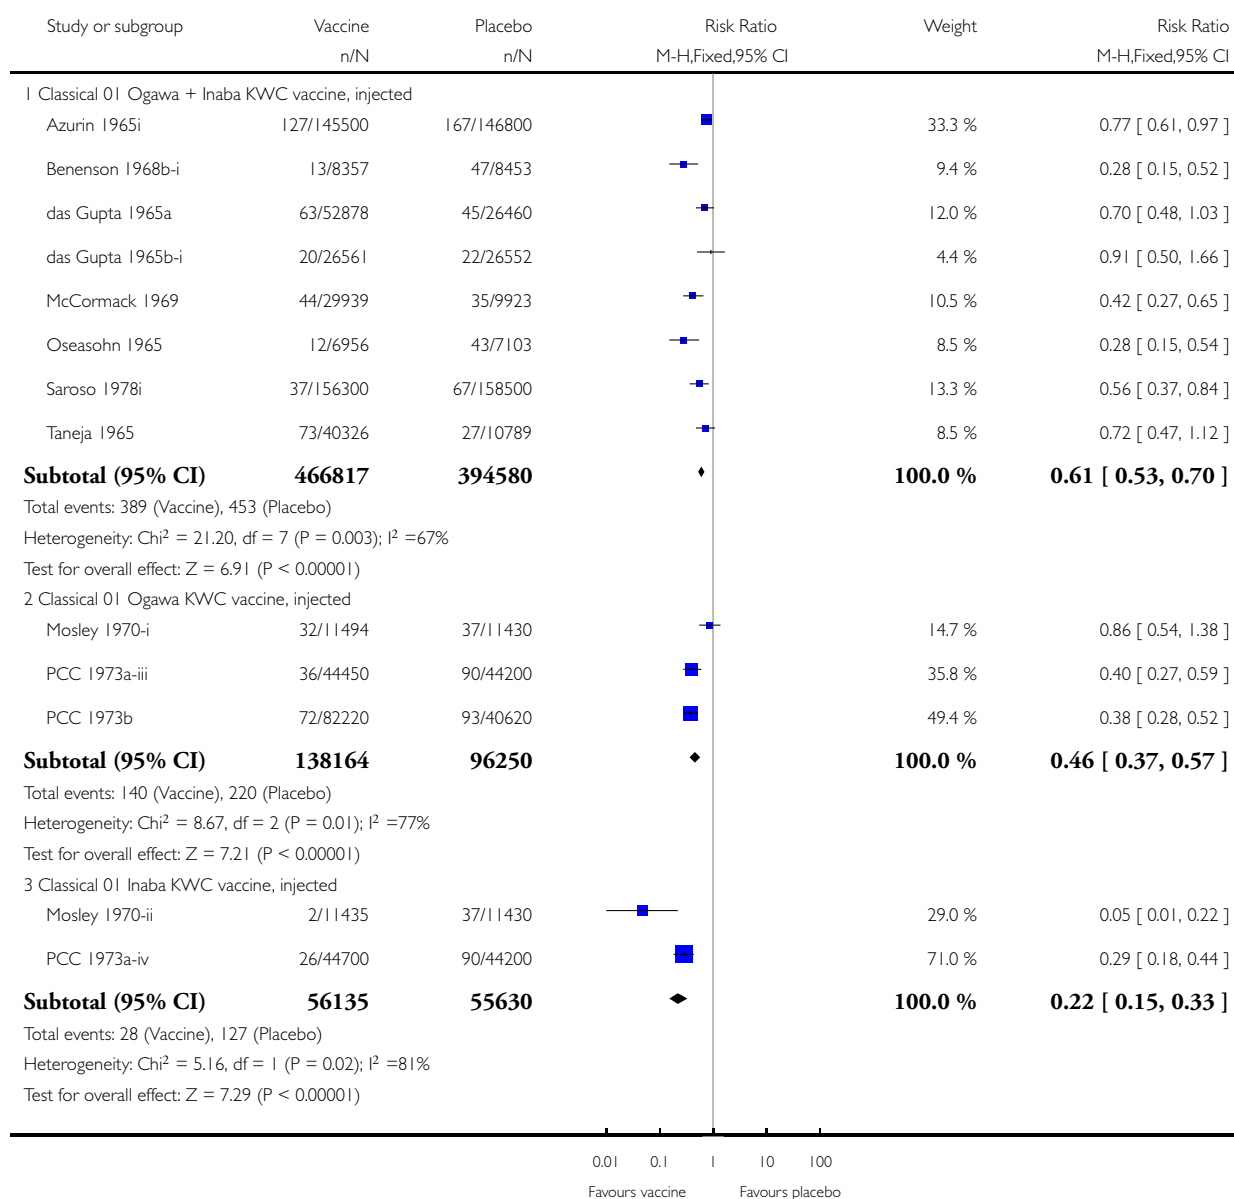 Study or subgroup Vaccine Placebo Risk Ratio Weight Risk Ratio
n/N n/N M-H,Fixed,95% CI M-H,Fixed,95% CI
1 Classical 01 Ogawa + Inaba KWC vaccine, injected
Azurin 1965i 127/145500 167/146800 33.3 % 0.77 [ 0.61, 0.97 ]
Benenson 1968b-i 13/8357 47/8453 9.4 % 0.28 [ 0.15, 0.52 ]
das Gupta 1965a 63/52878 45/26460 12.0 % 0.70 [ 0.48, 1.03 ]
das Gupta 1965b-i 20/26561 22/26552 4.4 % 0.91 [ 0.50, 1.66 ]
McCormack 1969 44/29939 35/9923 10.5 % 0.42 [ 0.27, 0.65 ]
Oseasohn 1965 12/6956 43/7103 8.5 % 0.28 [ 0.15, 0.54 ]
Saroso 1978i 37/156300 67/158500 13.3 % 0.56 [ 0.37, 0.84 ]
Taneja 1965 73/40326 27/10789 8.5 % 0.72 [ 0.47, 1.12 ]
Subtotal (95% CI) 466817 394580 100.0 % 0.61 [ 0.53, 0.70 ]
Total events: 389 (Vaccine), 453 (Placebo)
Heterogeneity: Chi² = 21.20, df = 7 (P = 0.003); I² =67%
Test for overall effect: Z = 6.91 (P < 0.00001)
2 Classical 01 Ogawa KWC vaccine, injected
Mosley 1970-i 32/11494 37/11430 14.7 % 0.86 [ 0.54, 1.38 ]
PCC 1973a-iii 36/44450 90/44200 35.8 % 0.40 [ 0.27, 0.59 ]
PCC 1973b 72/82220 93/40620 49.4 % 0.38 [ 0.28, 0.52 ]
Subtotal (95% CI) 138164 96250 100.0 % 0.46 [ 0.37, 0.57 ]
Total events: 140 (Vaccine), 220 (Placebo)
Heterogeneity: Chi² = 8.67, df = 2 (P = 0.01); I² =77%
Test for overall effect: Z = 7.21 (P < 0.00001)
3 Classical 01 Inaba KWC vaccine, injected
Mosley 1970-ii 2/11435 37/11430 29.0 % 0.05 [ 0.01, 0.22 ]
PCC 1973a-iv 26/44700 90/44200 71.0 % 0.29 [ 0.18, 0.44 ]
Subtotal (95% CI) 56135 55630 100.0 % 0.22 [ 0.15, 0.33 ]
Total events: 28 (Vaccine), 127 (Placebo)
Heterogeneity: Chi² = 5.16, df = 1 (P = 0.02); I² =81%
Test for overall effect: Z = 7.29 (P < 0.00001)
0.01 0.1 1 10 100
Favours vaccine Favours placebo